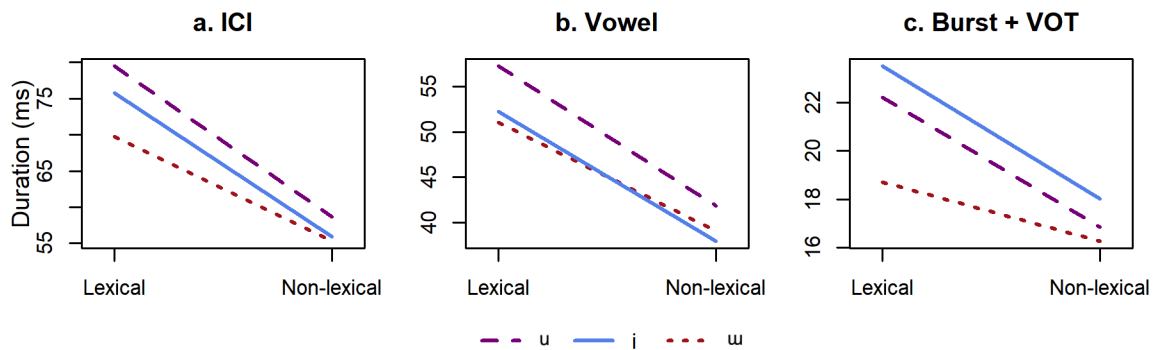 a. ICI
b. Vowel
c. Burst + VOT
Duration (ms)
75
65
55
Lexical
Non-lexical
55
50
45
40
Lexical
Non-lexical
22
20
18
16
Lexical
Non-lexical
u i ɯ